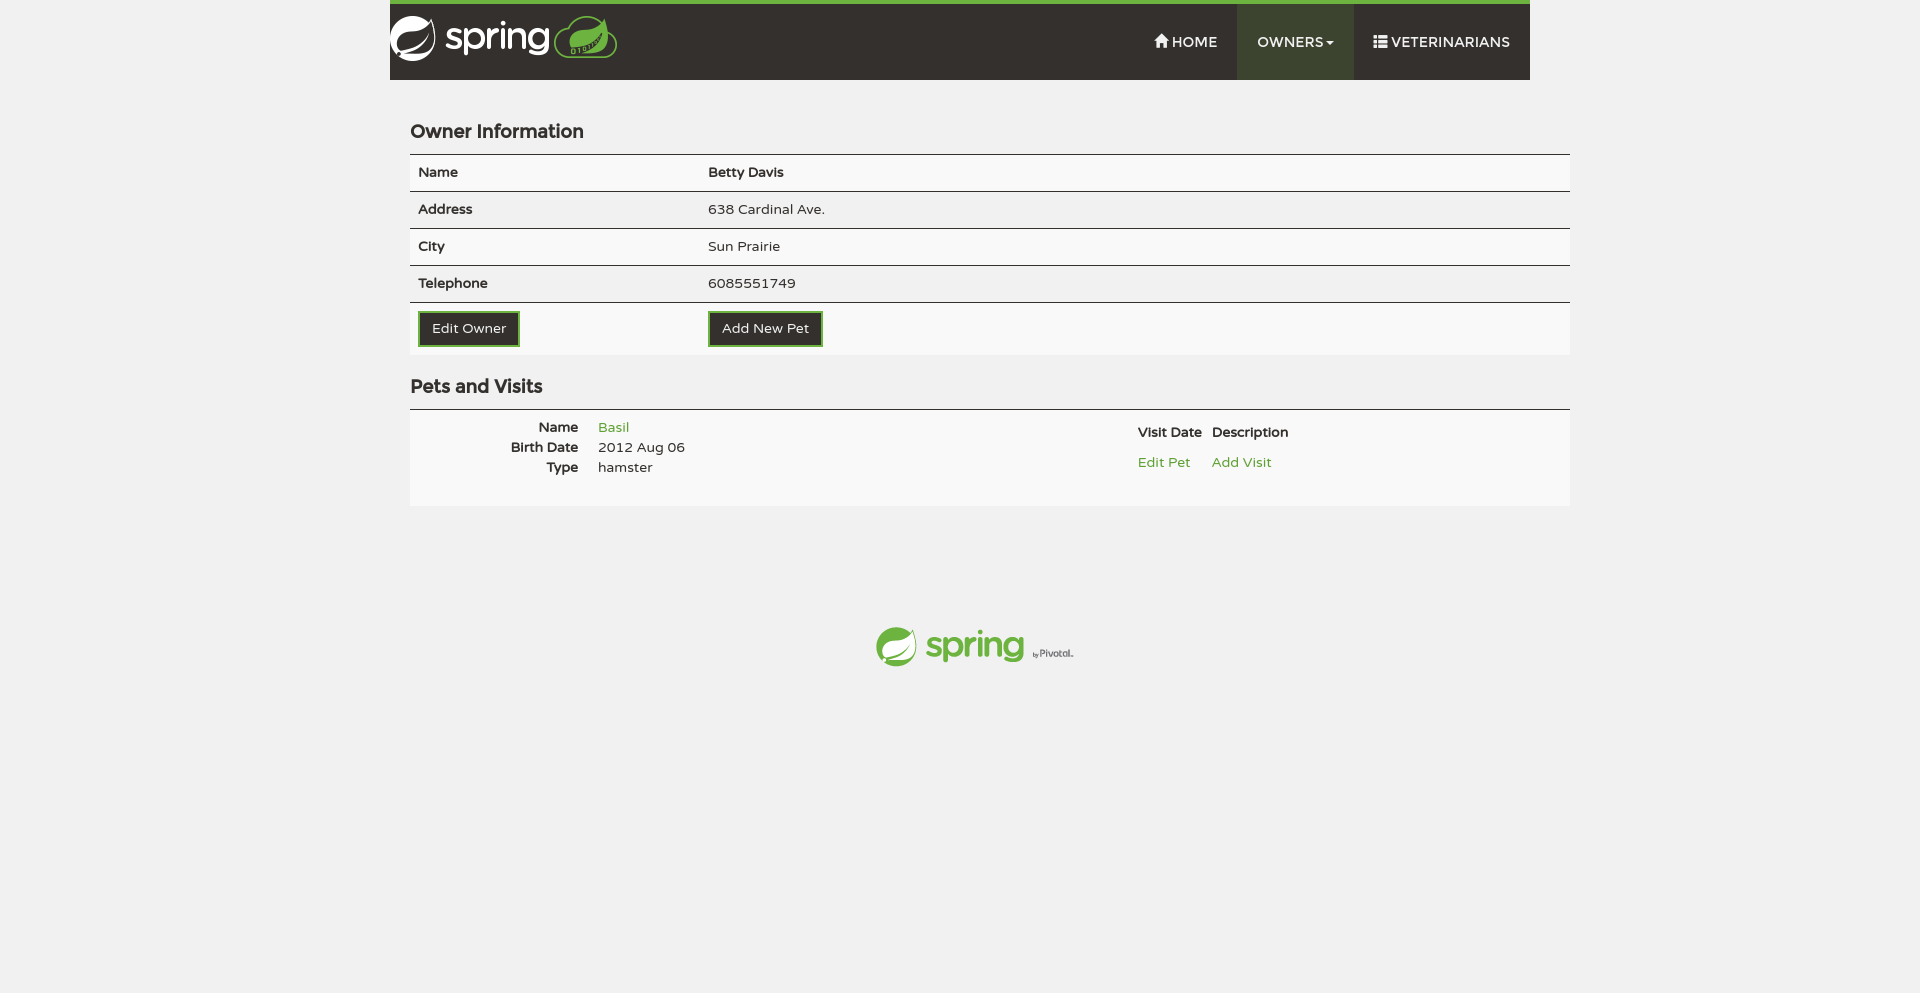 spring
HOME
OWNERS
VETERINARIANS
Owner Information
Name Betty Davis
Address 638 Cardinal Ave.
City Sun Prairie
Telephone 6085551749
Edit Owner Add New Pet
Pets and Visits
Name Basil
Birth Date 2012 Aug 06
Type hamster
Visit Date Description
Edit Pet Add Visit
spring by Pivotal